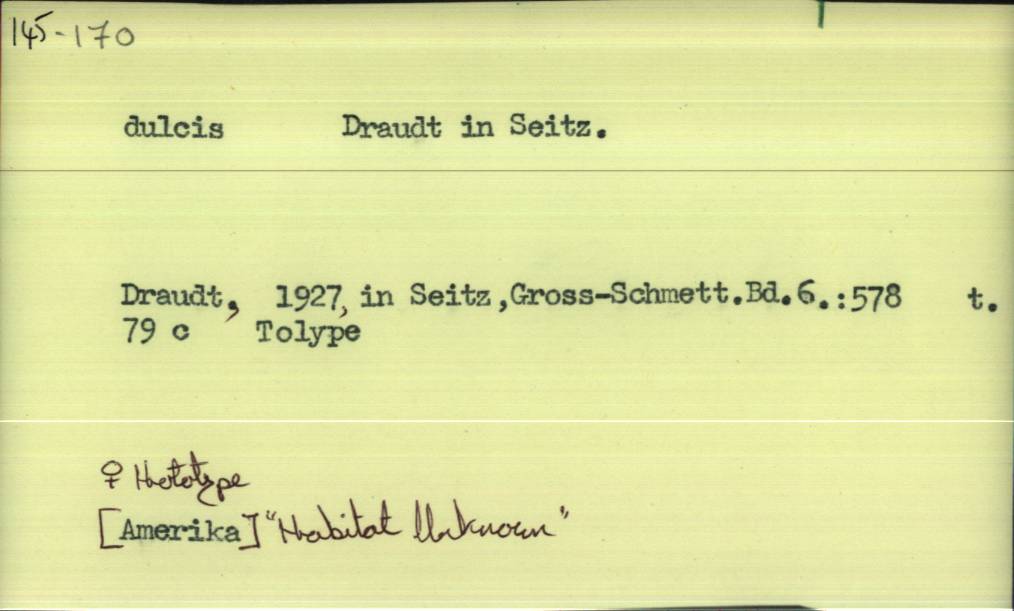 145-170
dulcis Draudt in Seitz.
Draudt, 1927, in Seitz,Gross-Schmett.Bd.6.:578 t.
79 c Tolype
♀ Holotype
[Amerika] "Habitat Unknown"